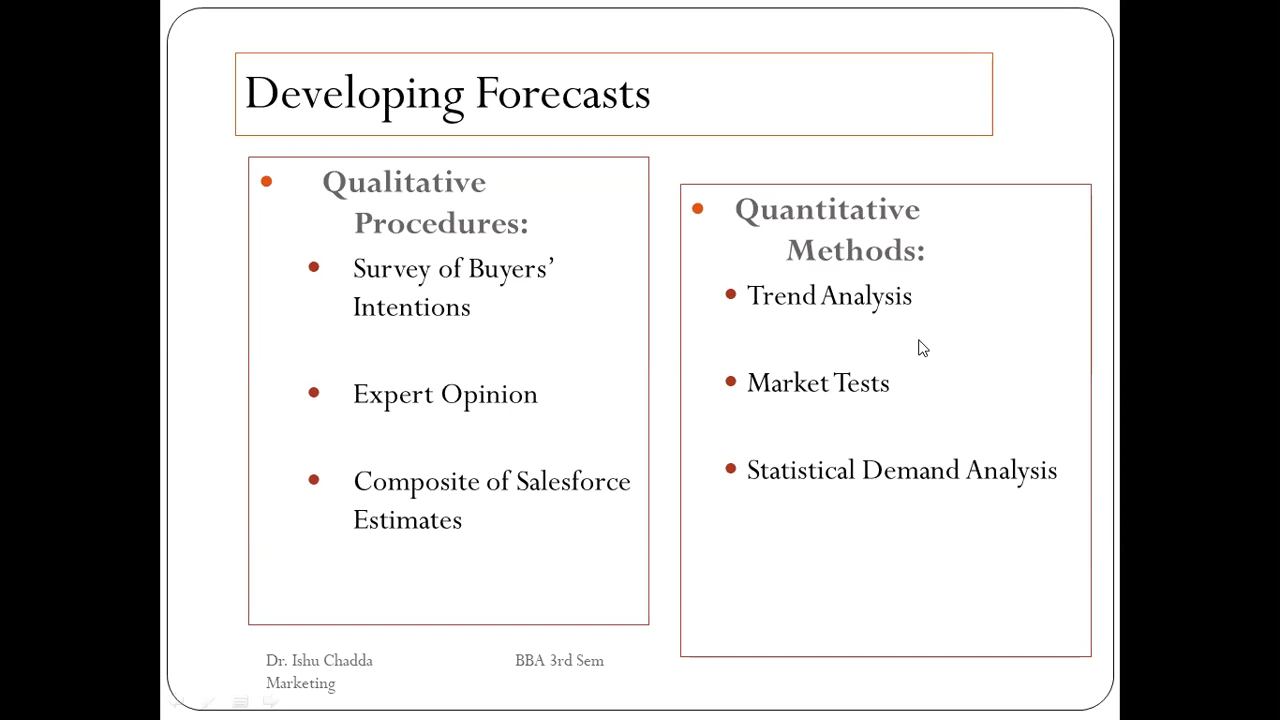 Developing Forecasts
Qualitative
Procedures:
Survey of Buyers’
Intentions
Expert Opinion
Composite of Salesforce
Estimates
Quantitative
Methods:
Trend Analysis
Market Tests
Statistical Demand Analysis
Dr. Ishu Chadda
Marketing
BBA 3rd Sem